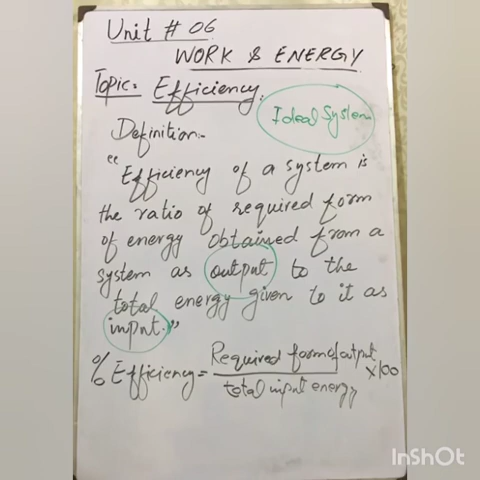 Unit # 06
WORK & ENERGY
Topic: Efficiency.
Ideal System
Definition:-
"Efficiency of a system is
the ratio of required form
of energy obtained from a
system as output to the
total energy given to it as
input."
% Efficiency = Required form of output
total input energy
x100
InShOt